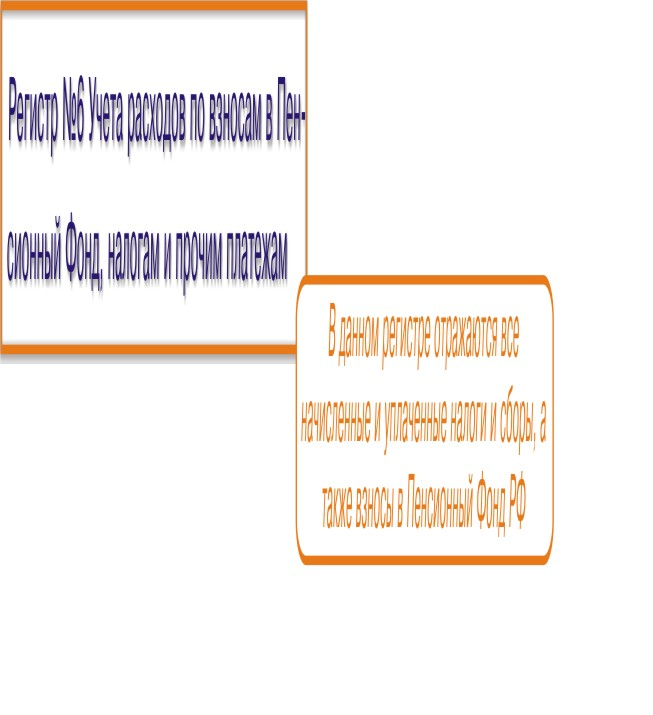 Регистр №6 Учета расходов по взносам в Пен-
сионный Фонд, налогам и прочим платежам
В данном регистре отражаются все
начисленные и уплаченные налоги и сборы, а
также взносы в Пенсионный Фонд РФ